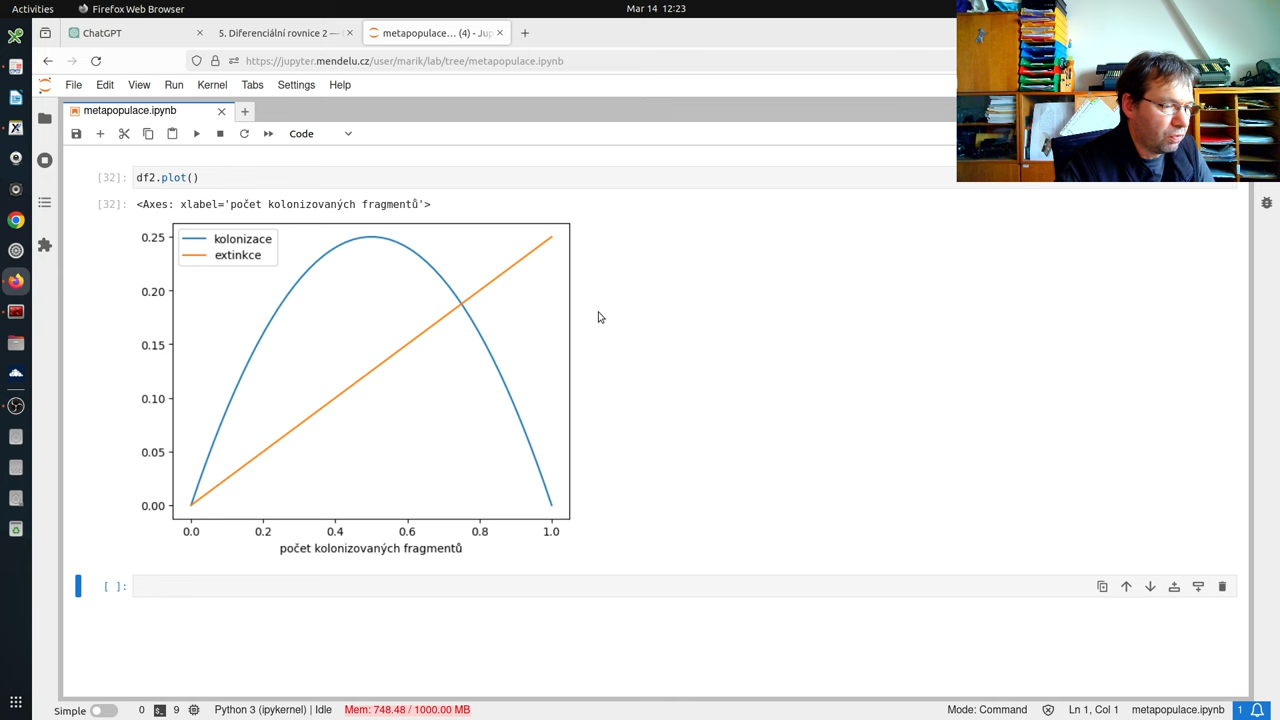 Activities
Firefox Web Browser
Mar 14 12:23
ChatGPT
5. Diferenciální rovnice 2
metapopulace… (4) - Jup
https://jupyter.mendelu.cz/user/marik/lab/tree/metapopulace.ipynb
File Edit View Run Kernel Tabs Settings Help
metapopulace.ipynb
Code
[32]: df2.plot()
[32]: <Axes: xlabel='počet kolonizovaných fragmentů'>
kolonizace
extinkce
0.25
0.20
0.15
0.10
0.05
0.00
0.0 0.2 0.4 0.6 0.8 1.0
počet kolonizovaných fragmentů
[ ]:
Simple 0 9 Python 3 (ipykernel) | Idle Mem: 748.48 / 1000.00 MB Mode: Command Ln 1, Col 1 metapopulace.ipynb 1